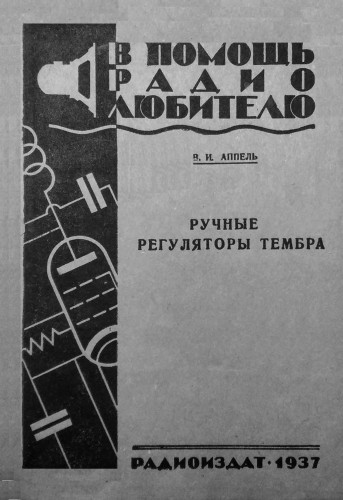 В ПОМОЩЬ
РАДИО
ЛЮБИТЕЛЮ
В. И. АППЕЛЬ
РУЧНЫЕ
РЕГУЛЯТОРЫ ТЕМБРА
РАДИОИЗДАТ · 1937